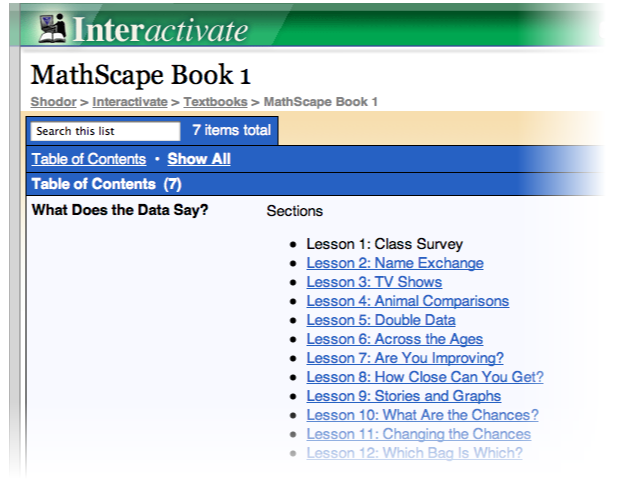 Interactivate
MathScape Book 1
Shodor > Interactivate > Textbooks > MathScape Book 1
Search this list 7 items total
Table of Contents • Show All
Table of Contents (7)
What Does the Data Say? Sections
• Lesson 1: Class Survey
• Lesson 2: Name Exchange
• Lesson 3: TV Shows
• Lesson 4: Animal Comparisons
• Lesson 5: Double Data
• Lesson 6: Across the Ages
• Lesson 7: Are You Improving?
• Lesson 8: How Close Can You Get?
• Lesson 9: Stories and Graphs
• Lesson 10: What Are the Chances?
• Lesson 11: Changing the Chances
• Lesson 12: Which Bag Is Which?